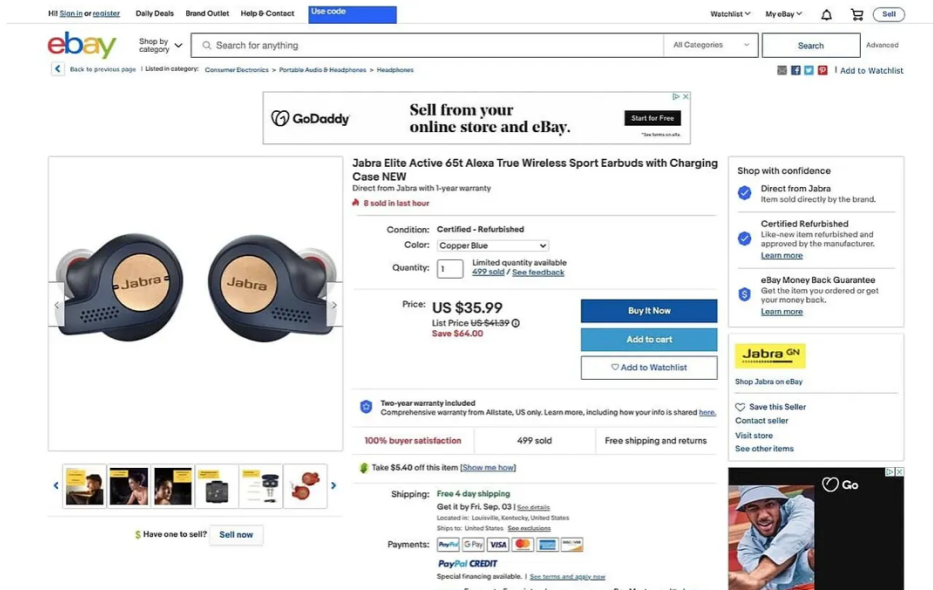 Hi! Sign in or register Daily Deals Brand Outlet Help & Contact Use code Watchlist My eBay Sell
ebay Shop by category Search for anything All Categories Search Advanced
Back to previous page | Listed in category: Consumer Electronics > Portable Audio & Headphones > Headphones | Add to Watchlist
GoDaddy Sell from your
online store and eBay. Start for Free
*See terms on site.
Jabra Elite Active 65t Alexa True Wireless Sport Earbuds with Charging
Case NEW
Direct from Jabra with 1-year warranty
8 sold in last hour
Condition: Certified - Refurbished
Color: Copper Blue
Quantity: 1 Limited quantity available
499 sold / See feedback
Price: US $35.99
List Price US $41.39
Save $64.00
Buy It Now
Add to cart
Add to Watchlist
Jabra
Jabra
Two-year warranty included
Comprehensive warranty from Allstate, US only. Learn more, including how your info is shared here.
100% buyer satisfaction 499 sold Free shipping and returns
Take $5.40 off this item [Show me how]
Shipping: Free 4 day shipping
Get it by Fri. Sep. 03 | See details
Located in: Louisville, Kentucky, United States
Ships to: United States See exclusions
Payments: PayPal G Pay VISA
PayPal CREDIT
Special financing available. | See terms and apply now
$ Have one to sell? Sell now
Shop with confidence
Direct from Jabra
Item sold directly by the brand.
Certified Refurbished
Like-new item refurbished and
approved by the manufacturer.
Learn more
eBay Money Back Guarantee
Get the item you ordered or get
your money back.
Learn more
Jabra GN
Shop Jabra on eBay
Save this Seller
Contact seller
Visit store
See other items
Go